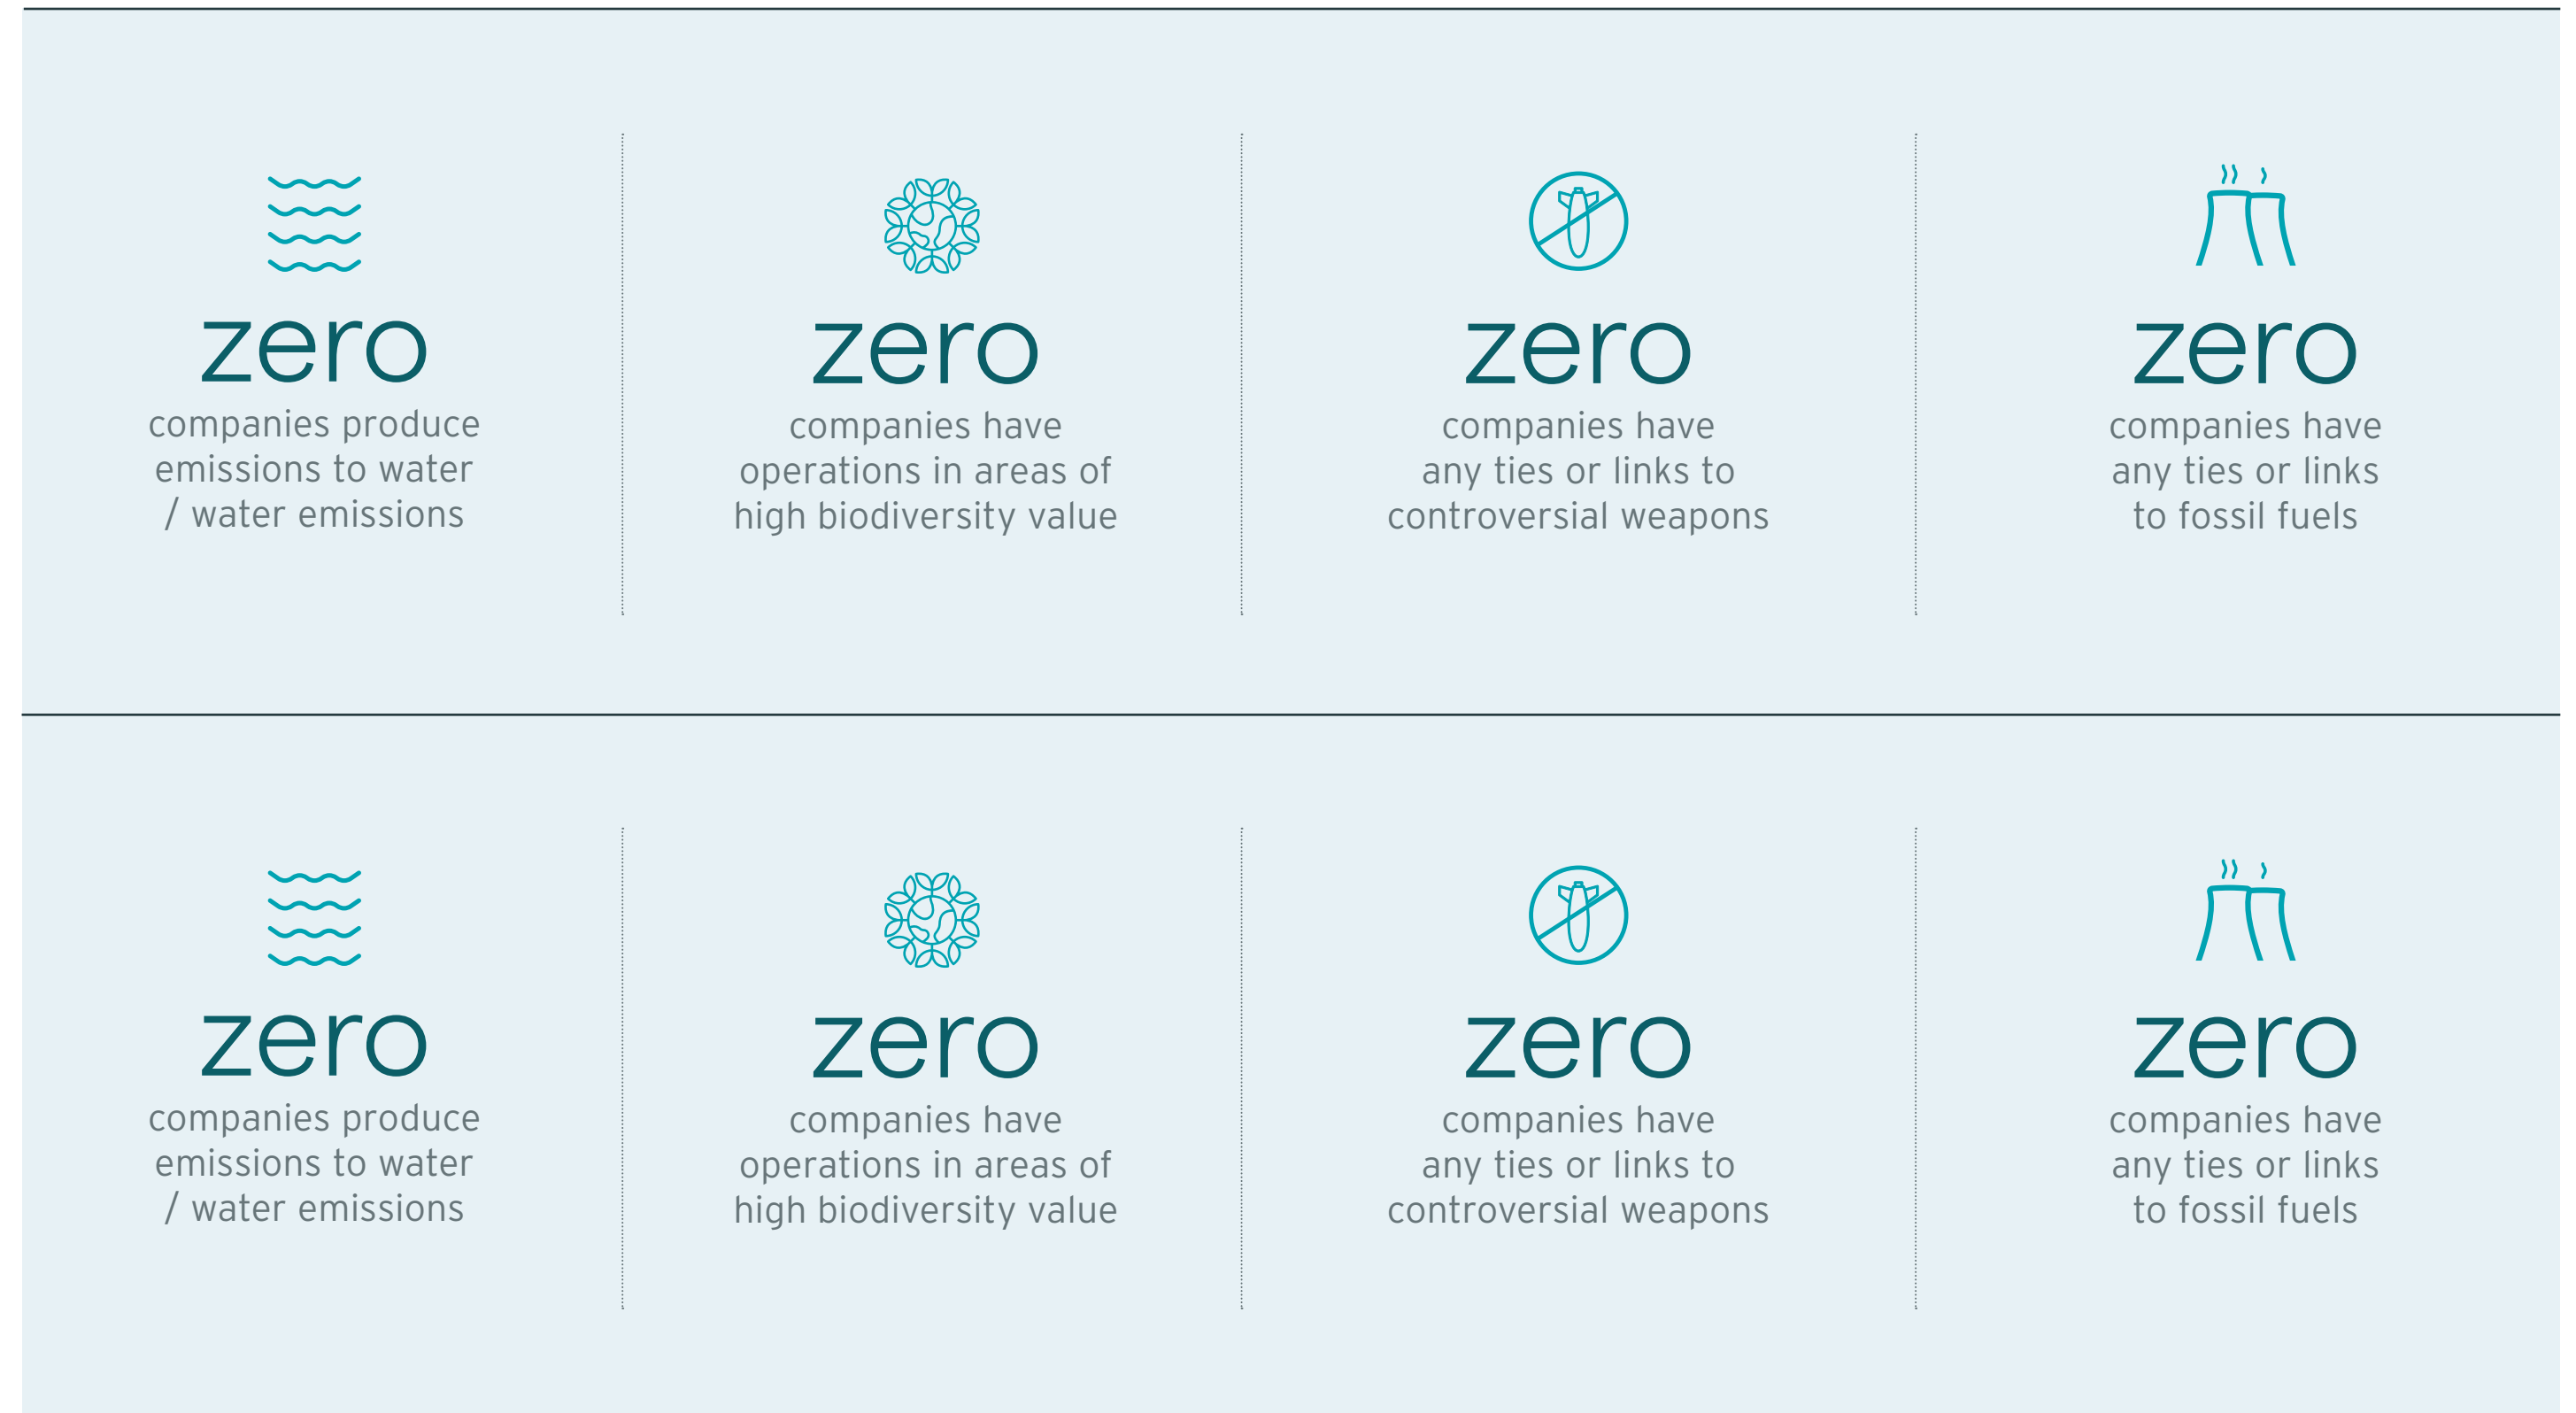 zero
companies produce
emissions to water
/ water emissions
zero
companies have
operations in areas of
high biodiversity value
zero
companies have
any ties or links to
controversial weapons
zero
companies have
any ties or links
to fossil fuels
zero
companies produce
emissions to water
/ water emissions
zero
companies have
operations in areas of
high biodiversity value
zero
companies have
any ties or links to
controversial weapons
zero
companies have
any ties or links
to fossil fuels